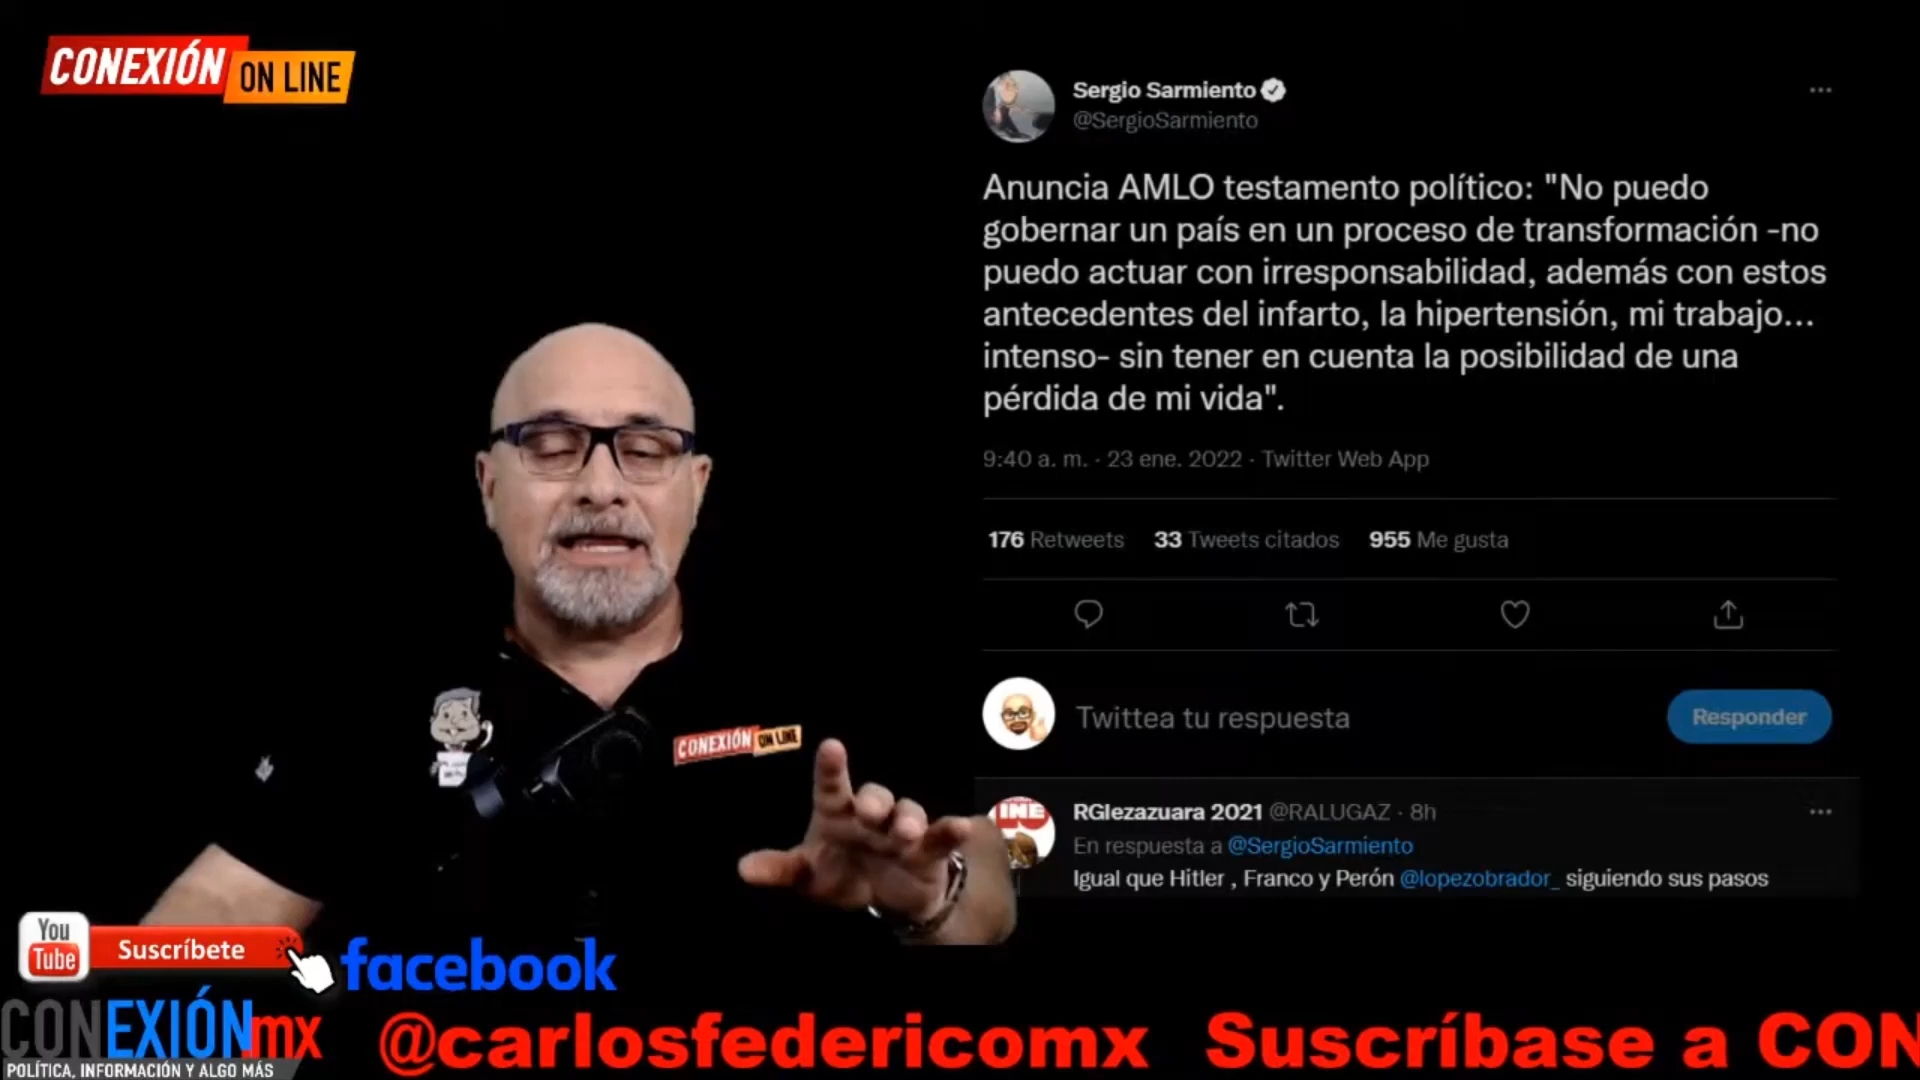 CONEXIÓN ON LINE
Sergio Sarmiento
@SergioSarmiento
Anuncia AMLO testamento político: "No puedo
gobernar un país en un proceso de transformación -no
puedo actuar con irresponsabilidad, además con estos
antecedentes del infarto, la hipertensión, mi trabajo...
intenso- sin tener en cuenta la posibilidad de una
pérdida de mi vida".
9:40 a. m. · 23 ene. 2022 · Twitter Web App
176 Retweets 33 Tweets citados 955 Me gusta
Twittea tu respuesta
Responder
CONEXIÓN ON LINE
INE
RGlezazuara 2021 @RALUGAZ · 8h
En respuesta a @SergioSarmiento
Igual que Hitler , Franco y Perón @lopezobrador_ siguiendo sus pasos
You Tube
Suscríbete
facebook
CONEXIÓNmx
POLÍTICA, INFORMACIÓN Y ALGO MÁS
@carlosfedericomx Suscríbase a CON